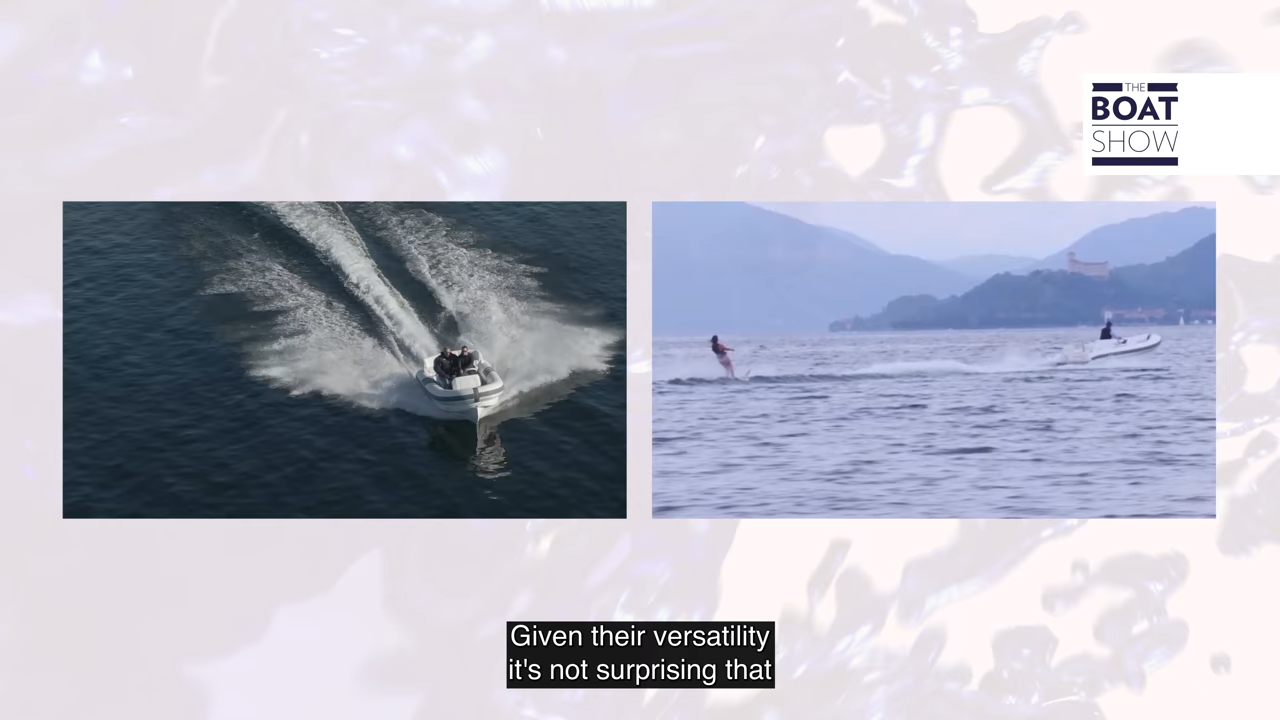 THE
BOAT
SHOW
Given their versatility
it's not surprising that